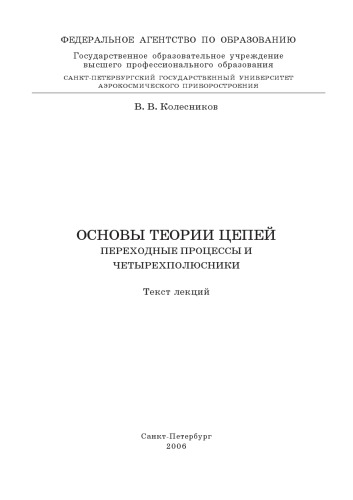 ФЕДЕРАЛЬНОЕ АГЕНТСТВО ПО ОБРАЗОВАНИЮ
Государственное образовательное учреждение
высшего профессионального образования
САНКТ-ПЕТЕРБУРГСКИЙ ГОСУДАРСТВЕННЫЙ УНИВЕРСИТЕТ
АЭРОКОСМИЧЕСКОГО ПРИБОРОСТРОЕНИЯ
В. В. Колесников
ОСНОВЫ ТЕОРИИ ЦЕПЕЙ
ПЕРЕХОДНЫЕ ПРОЦЕССЫ И
ЧЕТЫРЕХПОЛЮСНИКИ
Текст лекций
Санкт-Петербург
2006